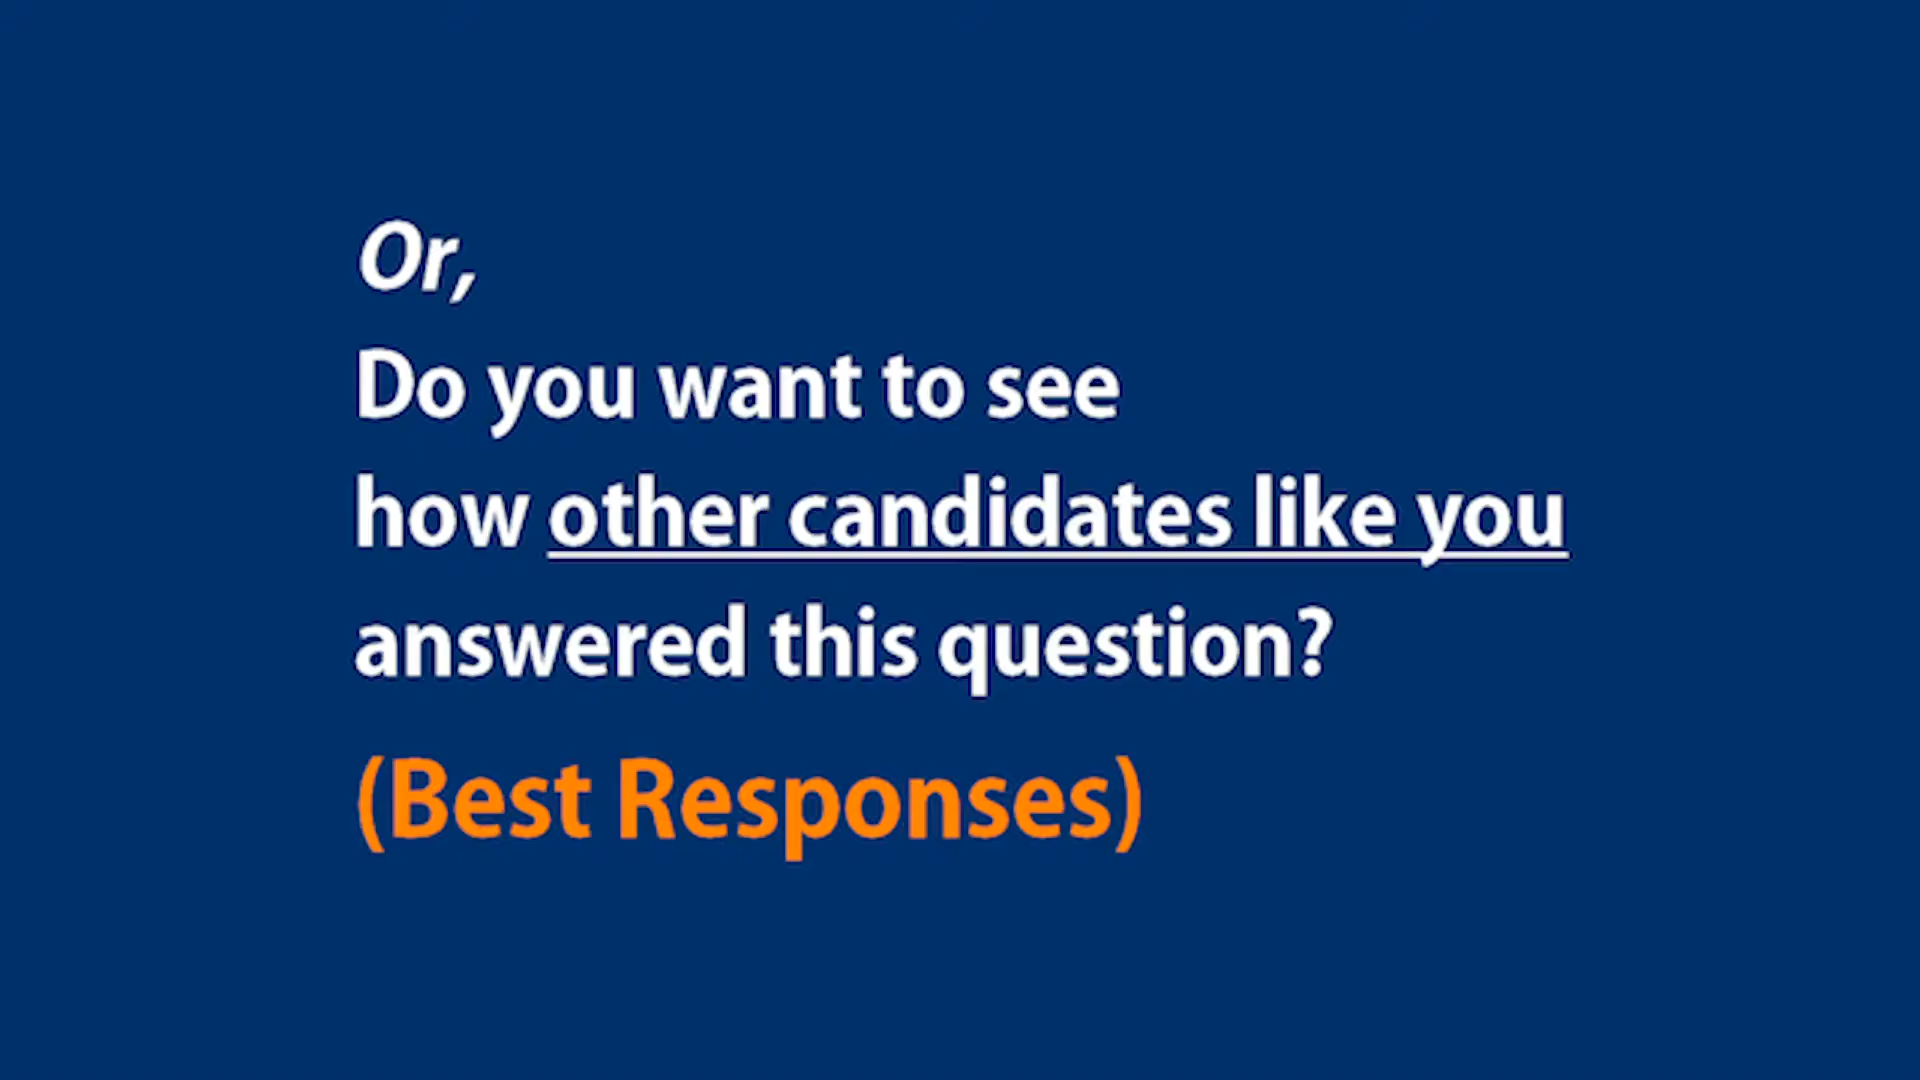 Or,
Do you want to see
how other candidates like you
answered this question?
(Best Responses)